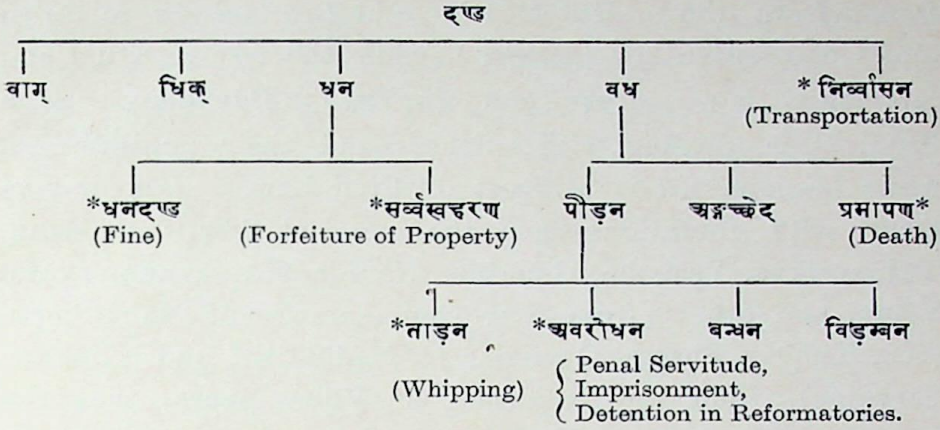 दण्ड
वाग् धिक् धन वध *निर्व्वासन
(Transportation)
*धनदण्ड *सर्व्वस्वहरण पीड़न अङ्गच्छेद प्रमापण*
(Fine) (Forfeiture of Property) (Death)
*ताड़न *अवरोधन बन्धन विड़म्बन
(Whipping) { Penal Servitude,
Imprisonment,
Detention in Reformatories.